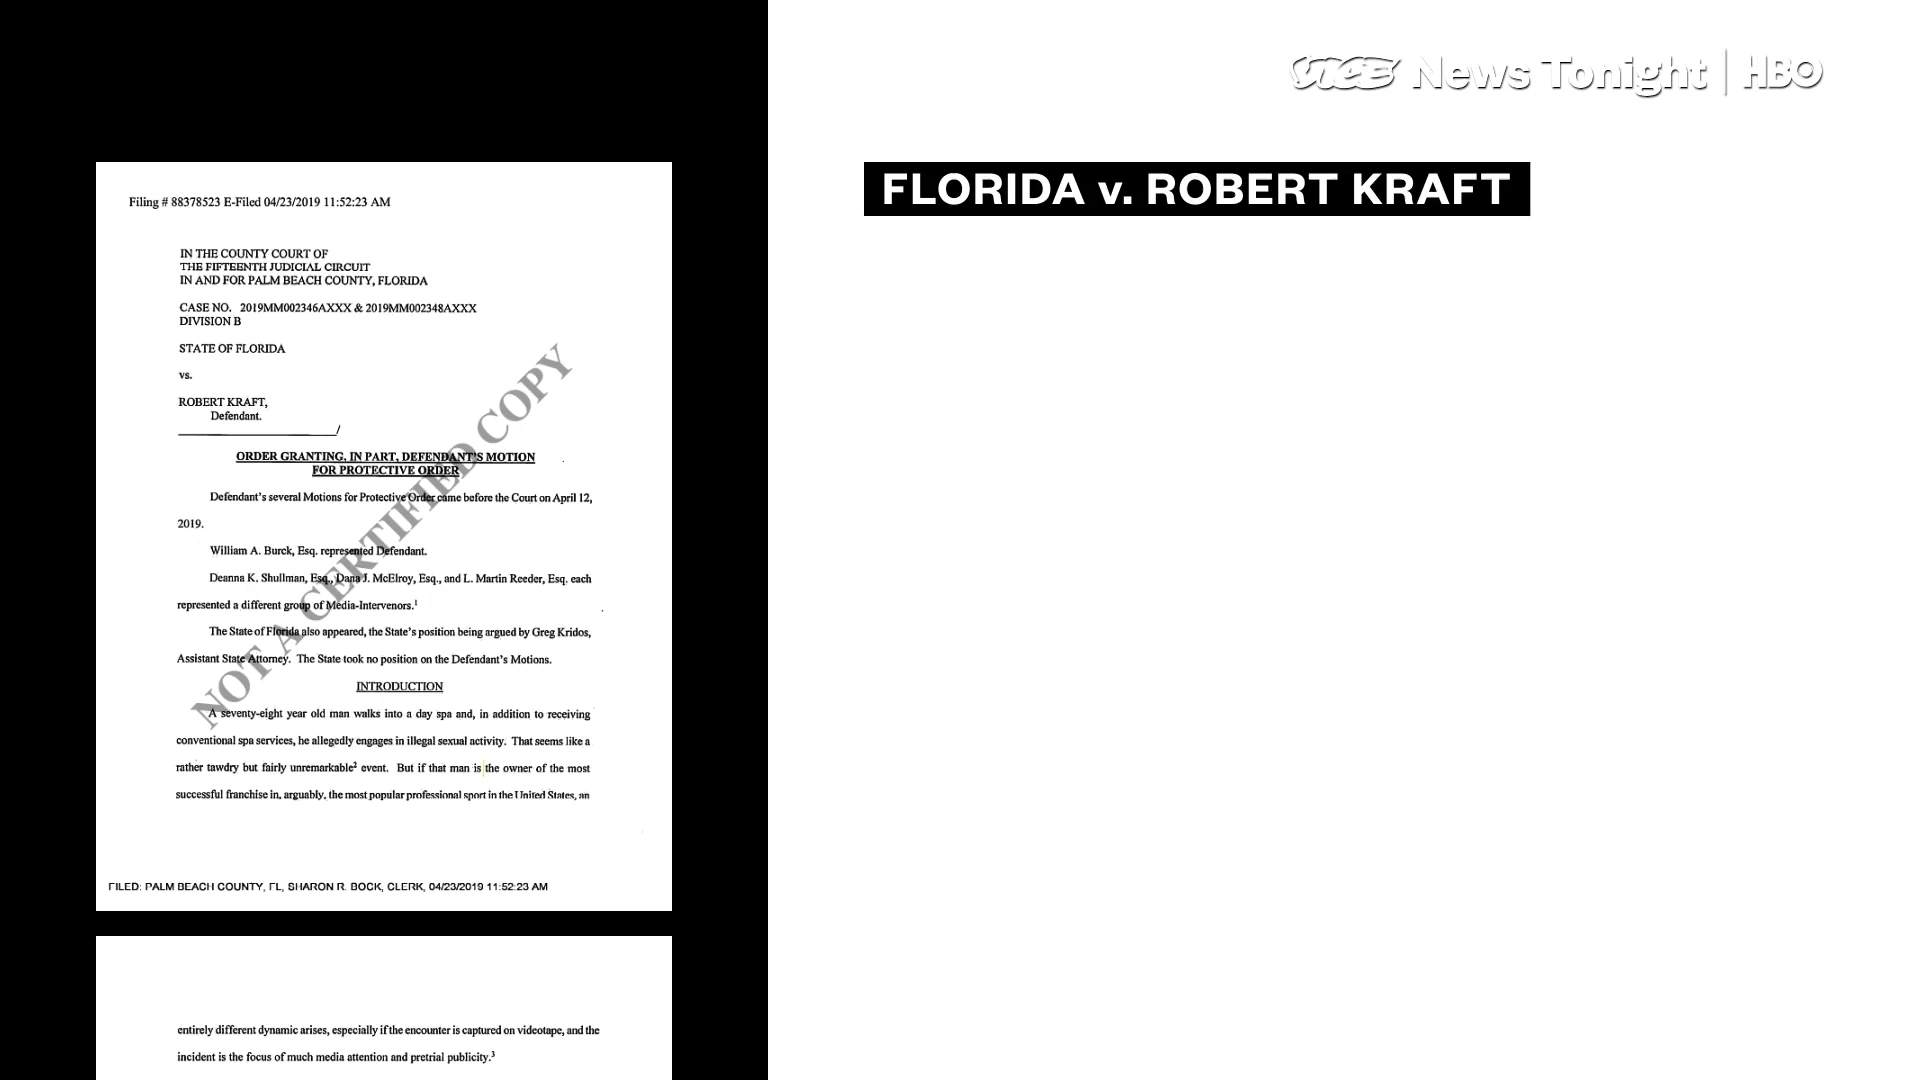 VICE News Tonight | HBO
FLORIDA v. ROBERT KRAFT
Filing # 88378523 E-Filed 04/23/2019 11:52:23 AM
IN THE COUNTY COURT OF
THE FIFTEENTH JUDICIAL CIRCUIT
IN AND FOR PALM BEACH COUNTY, FLORIDA
CASE NO. 2019MM002346AXXX & 2019MM002348AXXX
DIVISION B
STATE OF FLORIDA
vs.
ROBERT KRAFT,
Defendant.
/
ORDER GRANTING, IN PART, DEFENDANT'S MOTION
FOR PROTECTIVE ORDER
Defendant's several Motions for Protective Order came before the Court on April 12,
2019.
William A. Burck, Esq. represented Defendant.
Deanna K. Shullman, Esq., Dana J. McElroy, Esq., and L. Martin Reeder, Esq. each
represented a different group of Media-Intervenors.1
The State of Florida also appeared, the State's position being argued by Greg Kridos,
Assistant State Attorney. The State took no position on the Defendant's Motions.
INTRODUCTION
A seventy-eight year old man walks into a day spa and, in addition to receiving
conventional spa services, he allegedly engages in illegal sexual activity. That seems like a
rather tawdry but fairly unremarkable2 event. But if that man is the owner of the most
successful franchise in, arguably, the most popular professional sport in the United States, an
NOT A CERTIFIED COPY
FILED: PALM BEACH COUNTY, FL, SHARON R. BOCK, CLERK, 04/23/2019 11:52:23 AM
entirely different dynamic arises, especially if the encounter is captured on videotape, and the
incident is the focus of much media attention and pretrial publicity.3